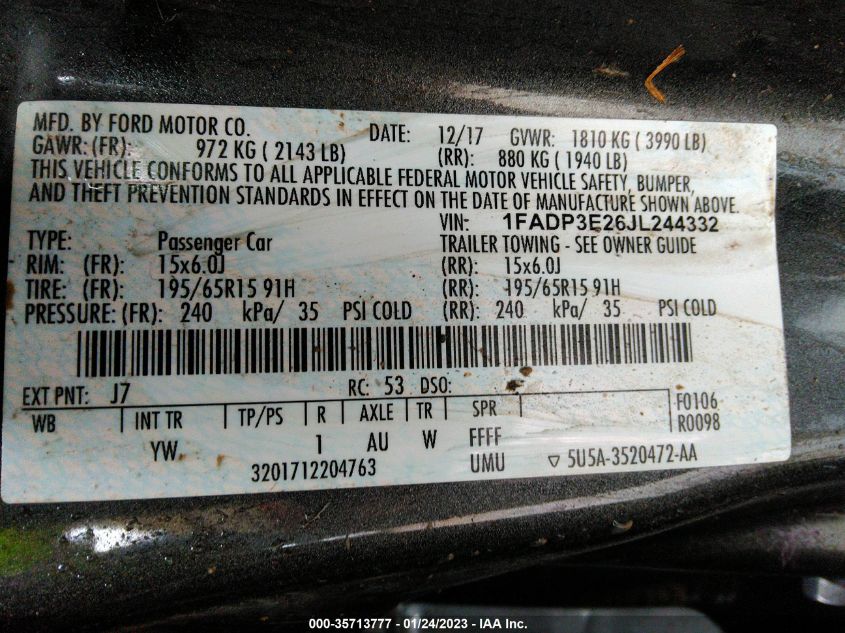 MFD. BY FORD MOTOR CO. DATE: 12/17 GVWR: 1810 KG ( 3990 LB)
GAWR: (FR): 972 KG ( 2143 LB) (RR): 880 KG ( 1940 LB)
THIS VEHICLE CONFORMS TO ALL APPLICABLE FEDERAL MOTOR VEHICLE SAFETY, BUMPER,
AND THEFT PREVENTION STANDARDS IN EFFECT ON THE DATE OF MANUFACTURE SHOWN ABOVE.
VIN: 1FADP3E26JL244332
TYPE: Passenger Car TRAILER TOWING - SEE OWNER GUIDE
RIM: (FR): 15x6.0J (RR): 15x6.0J
TIRE: (FR): 195/65R15 91H (RR): 195/65R15 91H
PRESSURE: (FR): 240 kPa/ 35 PSI COLD (RR): 240 kPa/ 35 PSI COLD
EXT PNT: J7 RC: 53 DSO:
WB INT TR TP/PS R AXLE TR SPR F0106
R0098
YW 1 AU W FFFF
3201712204763 UMU ▽ 5U5A-3520472-AA
000-35713777 - 01/24/2023 - IAA Inc.